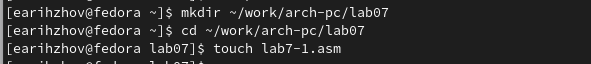 [earihzhov@fedora ~]$ mkdir ~/work/arch-pc/lab07
[earihzhov@fedora ~]$ cd ~/work/arch-pc/lab07
[earihzhov@fedora lab07]$ touch lab7-1.asm